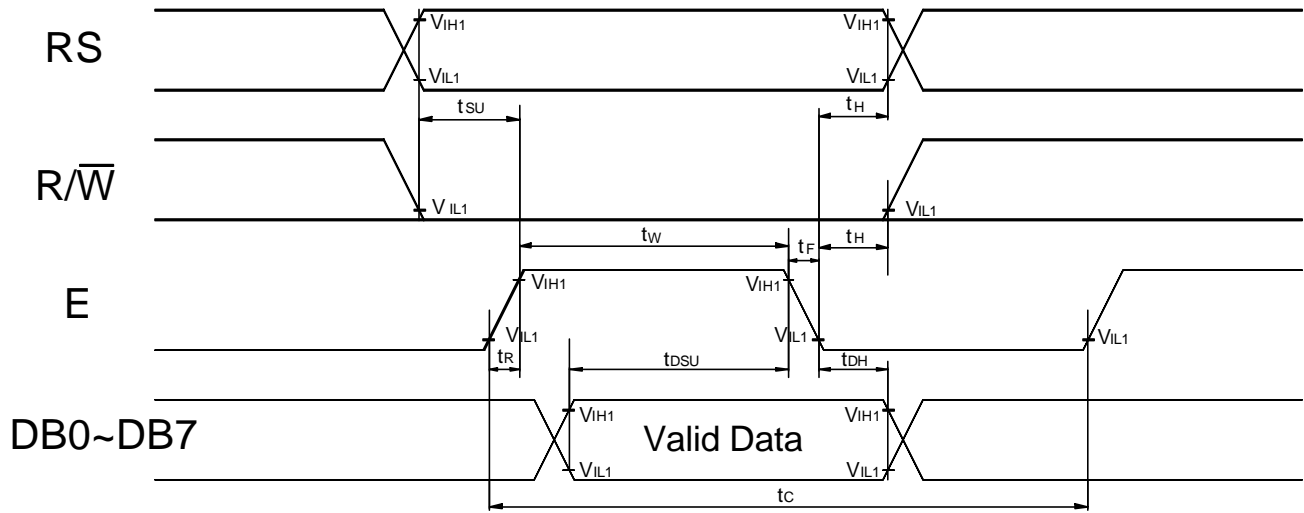 RS
VIH1
VIH1
VIL1
VIL1
tSU
tH
R/W̅
VIL1
VIL1
tW
tF
tH
E
VIH1
VIH1
VIL1
VIL1
VIL1
tR
tDSU
tDH
DB0~DB7
VIH1
Valid Data
VIH1
VIL1
VIL1
tC